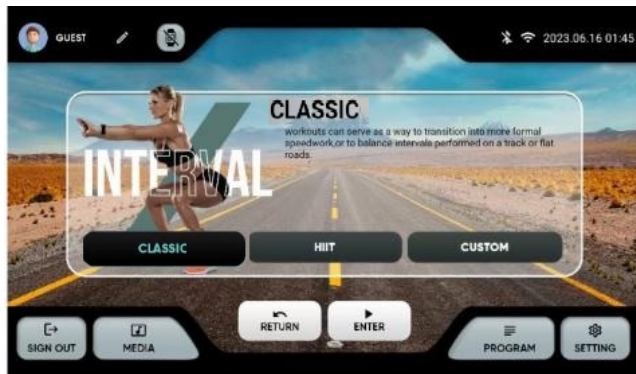 GUEST
2023.06.16 01:45
CLASSIC
workouts can serve as a way to transition into more formal
speedwork,or to balance intervals performed on a track or flat
roads.
INTERVAL
CLASSIC
HIIT
CUSTOM
RETURN
ENTER
SIGN OUT
MEDIA
PROGRAM
SETTING